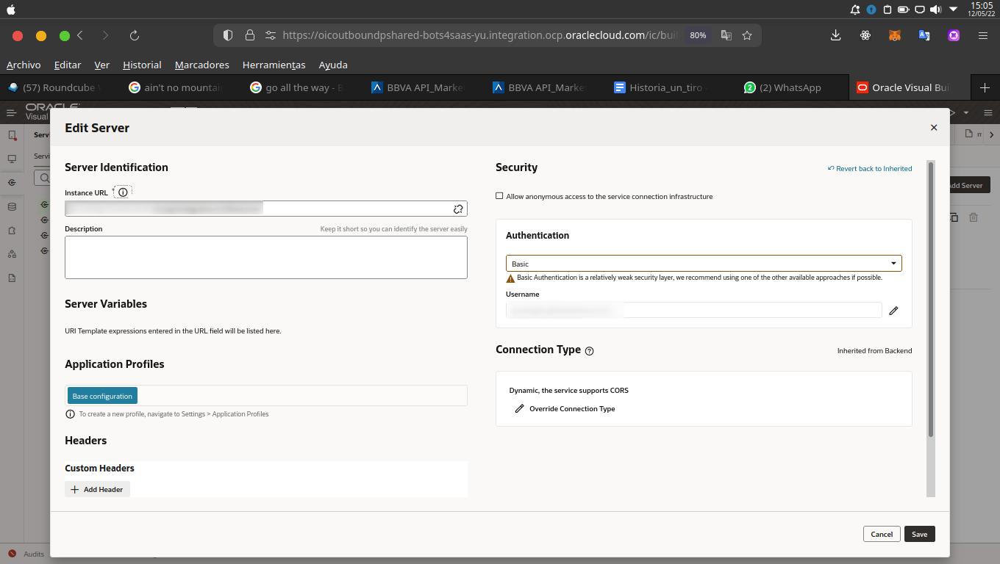 15:05
12/05/22
https://oicoutboundpshared-bots4saas-yu.integration.ocp.oraclecloud.com/ic/buil
80%
Archivo Editar Ver Historial Marcadores Herramientas Ayuda
(57) Roundcube
ain't no mountai
go all the way - B
BBVA API_Marke
BBVA API_Marke
Historia_un_tiro -
(2) WhatsApp
Oracle Visual Bui
ORACLE
Visual
Servi
Servi
Add Server
Edit Server
Server Identification
Instance URL *
Description
Keep it short so you can identify the server easily
Server Variables
URI Template expressions entered in the URL field will be listed here.
Application Profiles
Base configuration
To create a new profile, navigate to Settings > Application Profiles
Headers
Custom Headers
Add Header
Security
Revert back to Inherited
Allow anonymous access to the service connection infrastructure
Authentication
Basic
Basic Authentication is a relatively weak security layer, we recommend using one of the other available approaches if possible.
Username
Connection Type
Inherited from Backend
Dynamic, the service supports CORS
Override Connection Type
Cancel
Save
Audits